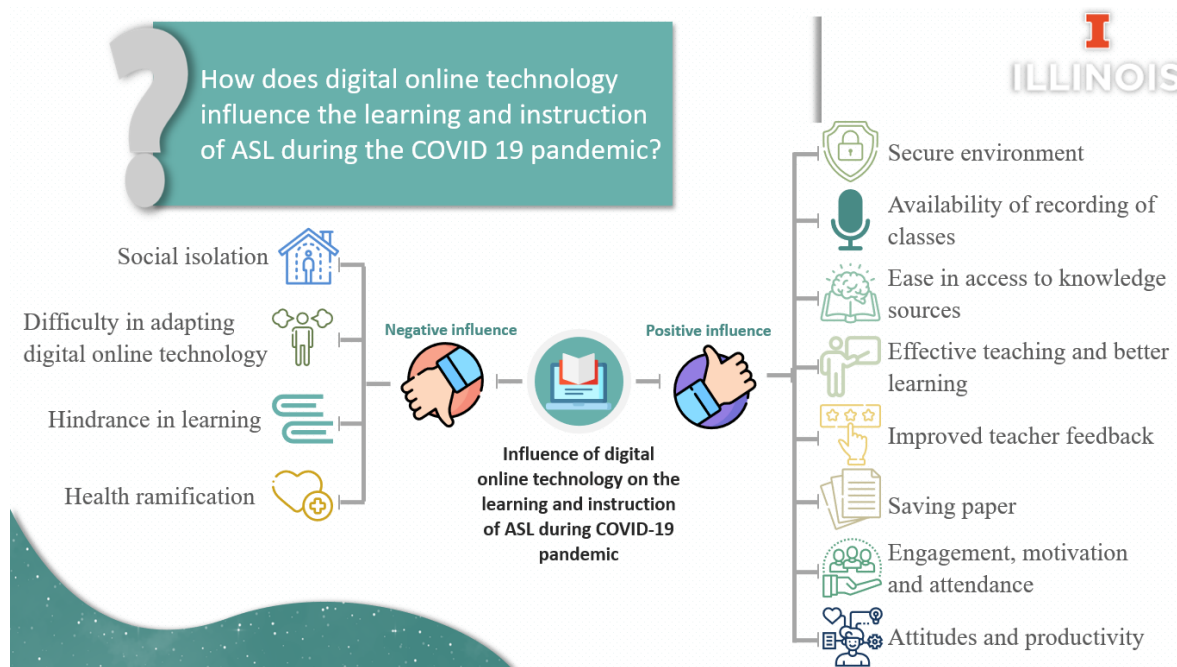 How does digital online technology
influence the learning and instruction
of ASL during the COVID 19 pandemic?
I
ILLINOIS
Social isolation
Difficulty in adapting
digital online technology
Hindrance in learning
Health ramification
Negative influence
Positive influence
Influence of digital
online technology on the
learning and instruction
of ASL during COVID-19
pandemic
Secure environment
Availability of recording of
classes
Ease in access to knowledge
sources
Effective teaching and better
learning
Improved teacher feedback
Saving paper
Engagement, motivation
and attendance
Attitudes and productivity